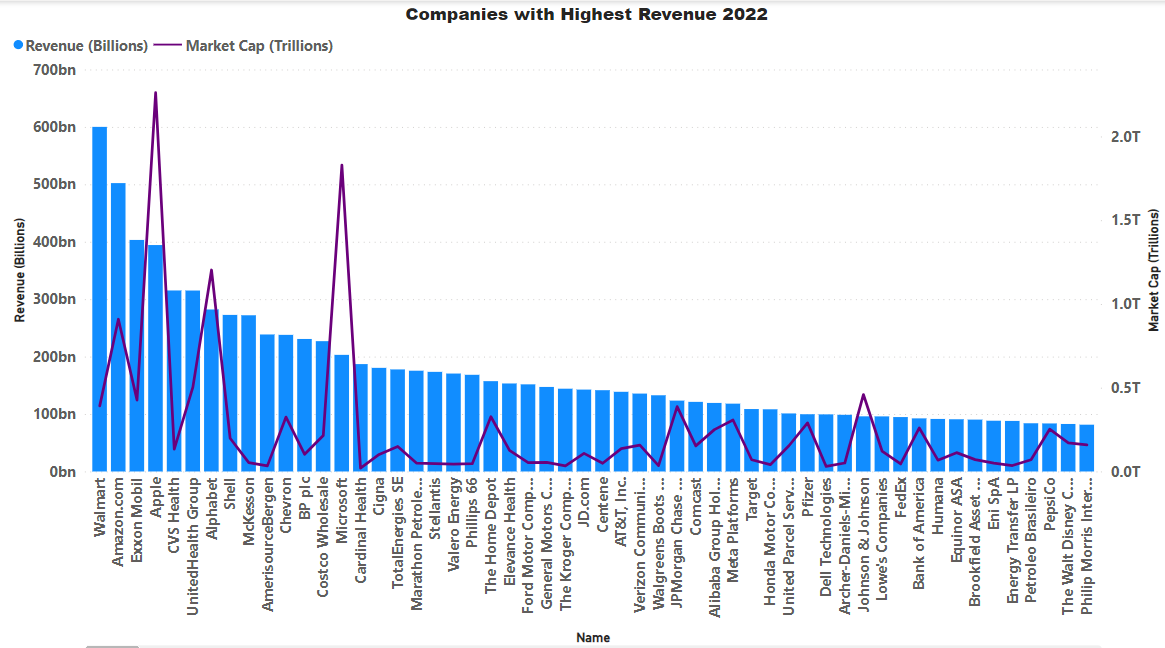 Companies with Highest Revenue 2022
Revenue (Billions) Market Cap (Trillions)
700bn
600bn
500bn
400bn
300bn
200bn
100bn
0bn
Revenue (Billions)
2.0T
1.5T
1.0T
0.5T
0.0T
Market Cap (Trillions)
Walmart
Amazon.com
Exxon Mobil
Apple
CVS Health
UnitedHealth Group
Alphabet
Shell
McKesson
AmerisourceBergen
Chevron
BP plc
Costco Wholesale
Microsoft
Cardinal Health
Cigna
TotalEnergies SE
Marathon Petrole...
Stellantis
Valero Energy
Phillips 66
The Home Depot
Elevance Health
Ford Motor Comp...
General Motors C...
The Kroger Comp...
JD.com
Centene
AT&T, Inc.
Verizon Communi...
Walgreens Boots ...
JPMorgan Chase ...
Comcast
Alibaba Group Hol...
Meta Platforms
Target
Honda Motor Co...
United Parcel Serv...
Pfizer
Dell Technologies
Archer-Daniels-Mi...
Johnson & Johnson
Lowe's Companies
FedEx
Bank of America
Humana
Equinor ASA
Brookfield Asset ...
Eni SpA
Energy Transfer LP
Petroleo Brasileiro
PepsiCo
The Walt Disney C...
Philip Morris Inter...
Name